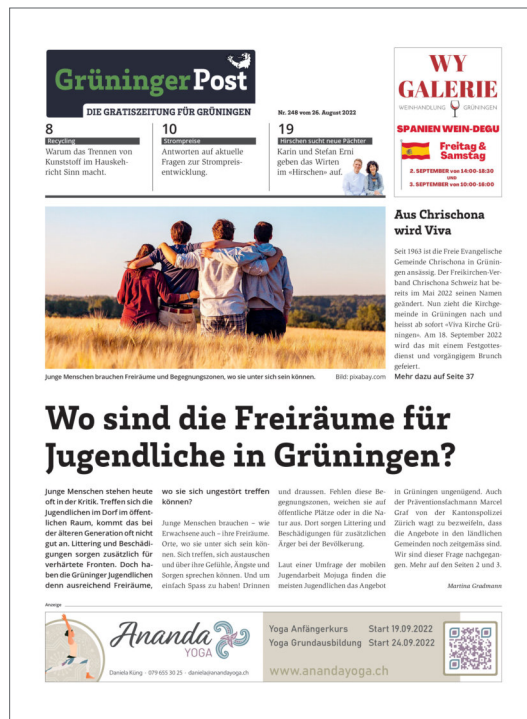 GrüningerPost
DIE GRATISZEITUNG FÜR GRÜNINGEN
Nr. 248 vom 26. August 2022
8
Recycling
Warum das Trennen von
Kunststoff im Hauskeh-
richt Sinn macht.
10
Strompreise
Antworten auf aktuelle
Fragen zur Strompreis-
entwicklung.
19
Hirschen sucht neue Pächter
Karin und Stefan Erni
geben das Wirten
im «Hirschen» auf.
WY
GALERIE
WEINHANDLUNG GRÜNINGEN
SPANIEN WEIN-DEGU
Freitag &
Samstag
2. SEPTEMBER von 14:00-18:30
UND
3. SEPTEMBER von 10:00-16:00
Junge Menschen brauchen Freiräume und Begegnungszonen, wo sie unter sich sein können.
Bild: pixabay.com
Aus Chrischona
wird Viva
Seit 1963 ist die Freie Evangelische
Gemeinde Chrischona in Grünin-
gen ansässig. Der Freikirchen-Ver-
band Chrischona Schweiz hat be-
reits im Mai 2022 seinen Namen
geändert. Nun zieht die Kirchge-
meinde in Grüningen nach und
heisst ab sofort «Viva Kirche Grü-
ningen». Am 18. September 2022
wird das mit einem Festgottes-
dienst und vorgängigem Brunch
gefeiert.
Mehr dazu auf Seite 37
Wo sind die Freiräume für
Jugendliche in Grüningen?
Junge Menschen stehen heute
oft in der Kritik. Treffen sich die
Jugendlichen im Dorf im öffent-
lichen Raum, kommt das bei
der älteren Generation oft nicht
gut an. Littering und Beschädi-
gungen sorgen zusätzlich für
verhärtete Fronten. Doch ha-
ben die Grüninger Jugendlichen
denn ausreichend Freiräume,
wo sie sich ungestört treffen
können?
Junge Menschen brauchen – wie
Erwachsene auch – ihre Freiräume.
Orte, wo sie unter sich sein kön-
nen. Sich treffen, sich austauschen
und über ihre Gefühle, Ängste und
Sorgen sprechen können. Und um
einfach Spass zu haben! Drinnen
und draussen. Fehlen diese Be-
gegnungszonen, weichen sie auf
öffentliche Plätze oder in die Na-
tur aus. Dort sorgen Littering und
Beschädigungen für zusätzlichen
Ärger bei der Bevölkerung.
Laut einer Umfrage der mobilen
Jugendarbeit Mojuga finden die
meisten Jugendlichen das Angebot
in Grüningen ungenügend. Auch
der Präventionsfachmann Marcel
Graf von der Kantonspolizei
Zürich wagt zu bezweifeln, dass
die Angebote in den ländlichen
Gemeinden noch zeitgemäss sind.
Wir sind dieser Frage nachgegan-
gen. Mehr auf den Seiten 2 und 3.
Martina Gradmann
Anzeige
Ananda
YOGA
Daniela Küng · 079 655 30 25 · daniela@anandayoga.ch
Yoga Anfängerkurs Start 19.09.2022
Yoga Grundausbildung Start 24.09.2022
www.anandayoga.ch